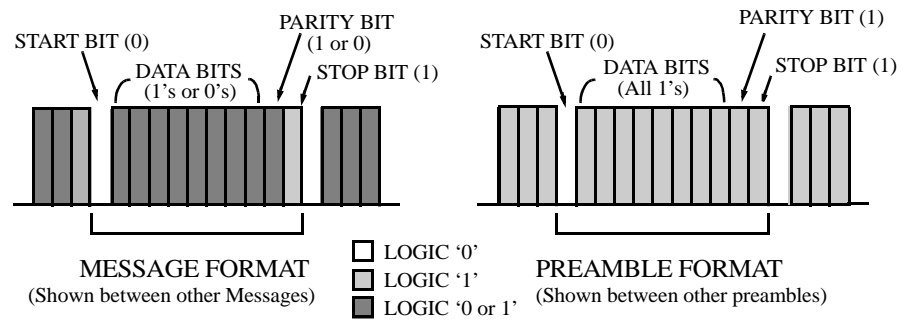 START BIT (0)
PARITY BIT
(1 or 0)
DATA BITS
(1's or 0's)
STOP BIT (1)
START BIT (0)
PARITY BIT (1)
DATA BITS
(All 1's)
STOP BIT (1)
MESSAGE FORMAT
(Shown between other Messages)
LOGIC ‘0’
LOGIC ‘1’
LOGIC ‘0 or 1’
PREAMBLE FORMAT
(Shown between other preambles)